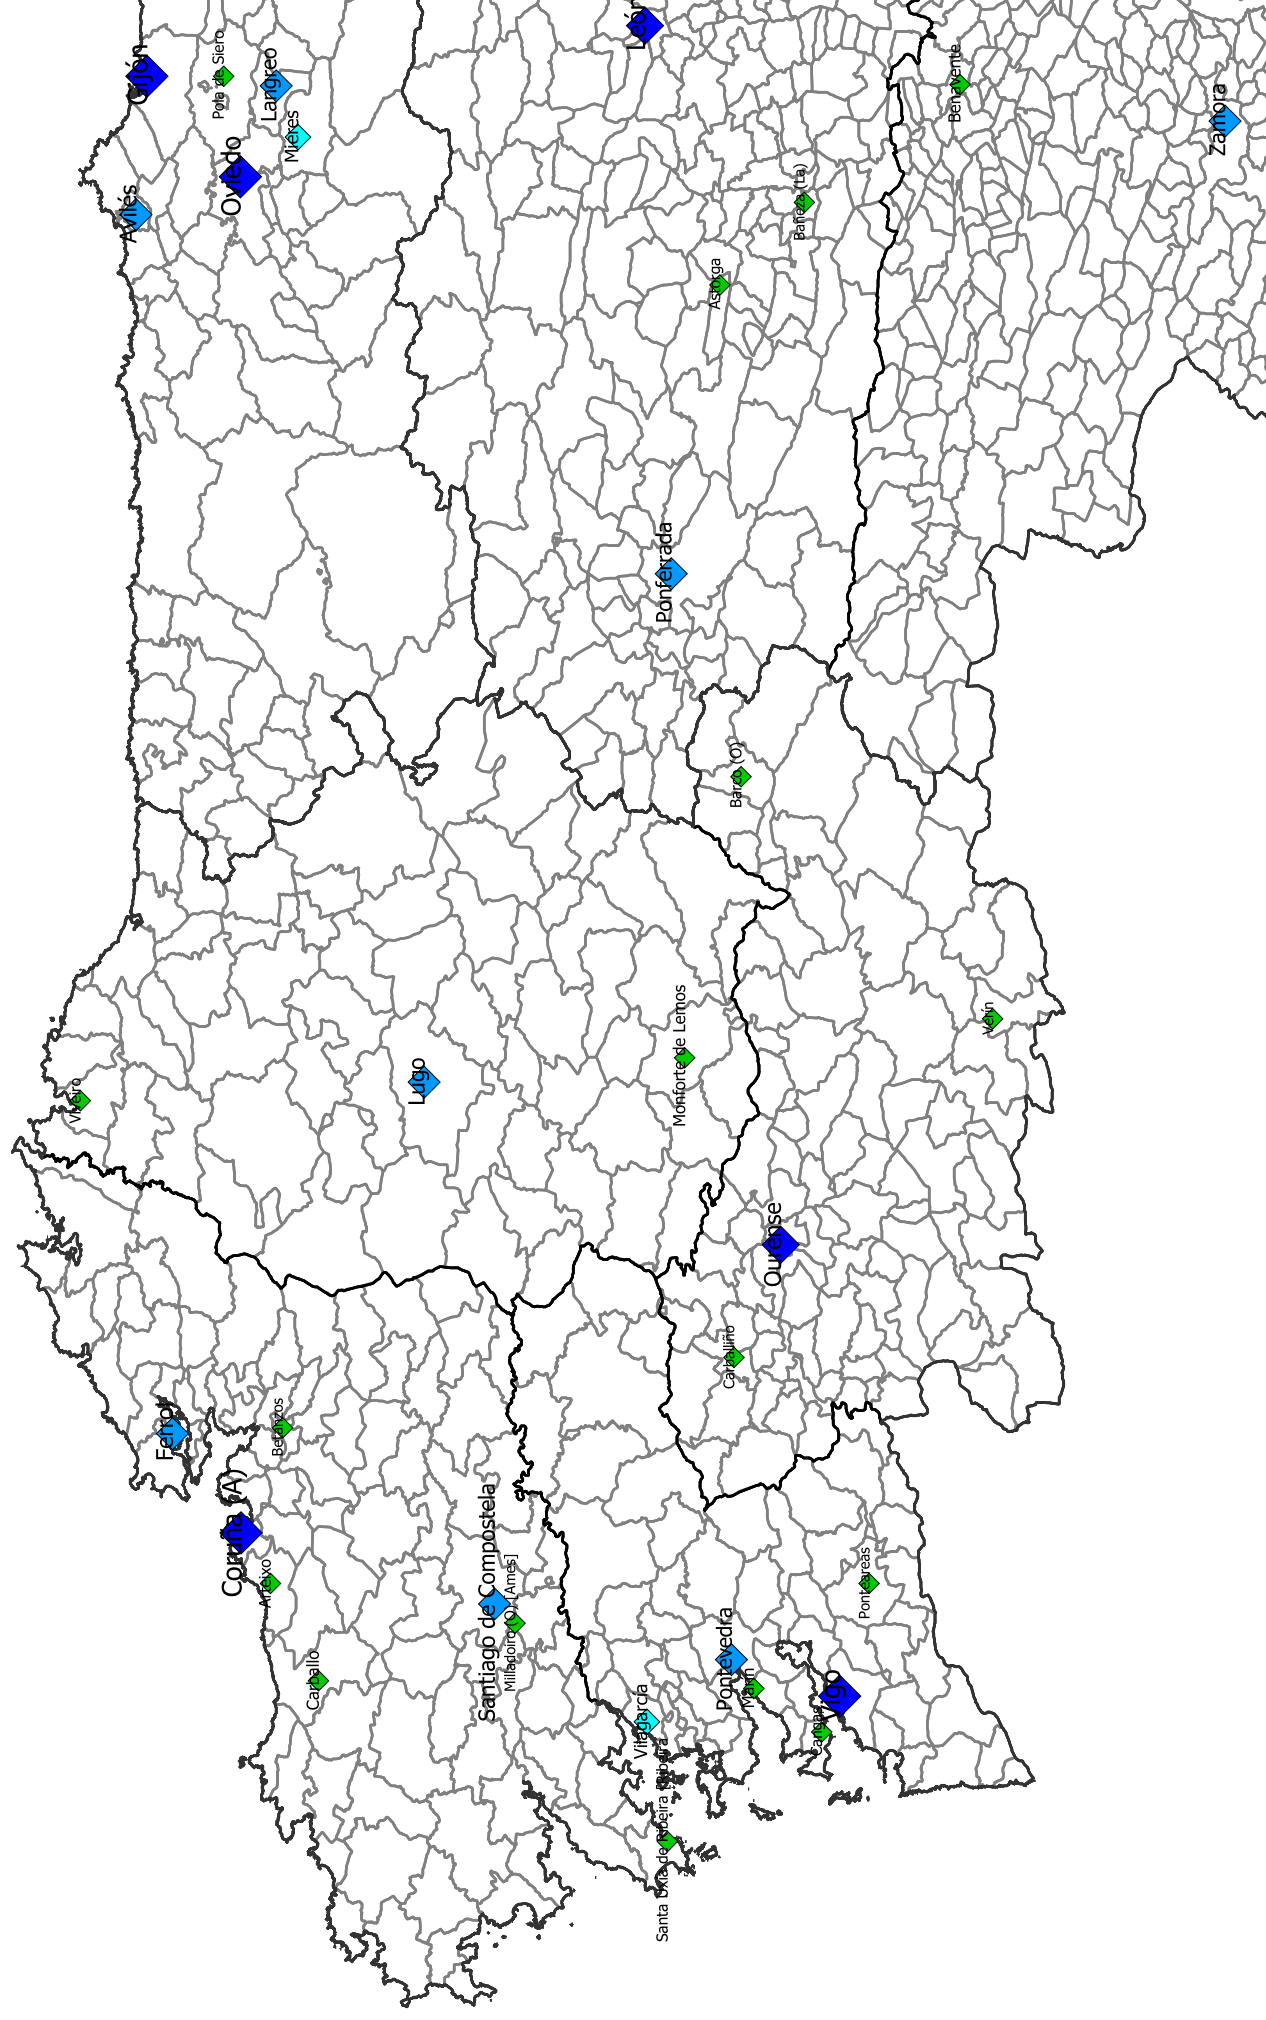 Gijón
Pola de Siero
Langreo
Mieres
Oviedo
Avilés
León
Benavente
Zamora
Bañeza (La)
Astorga
Ponferrada
Barco (O)
Viveiro
Lugo
Monforte de Lemos
Verín
Ourense
Carballiño
Ferrol
Betanzos
Coruña (A)
Arteixo
Carballo
Santiago de Compostela
Milladoiro (O) [Ames]
Pontevedra
Marín
Ponteareas
Vilagarcía
Vigo
Cangas
Santa Uxía de Ribeira [Ribeira]